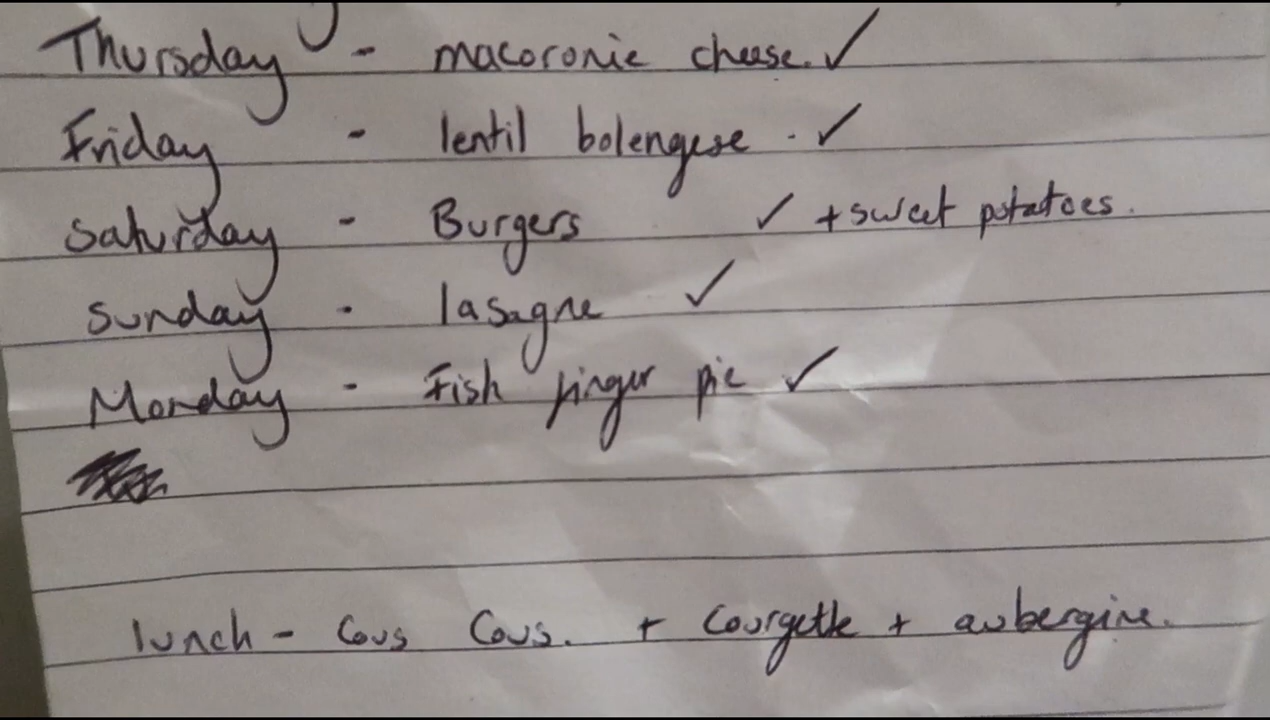 Thursday - macoronie cheese. ✓
Friday - lentil bolengese. ✓
Saturday - Burgers ✓ + sweet potatoes.
Sunday - lasagne ✓
Monday - Fish finger pie ✓
lunch - Cous Cous. + Courgette + aubergine.